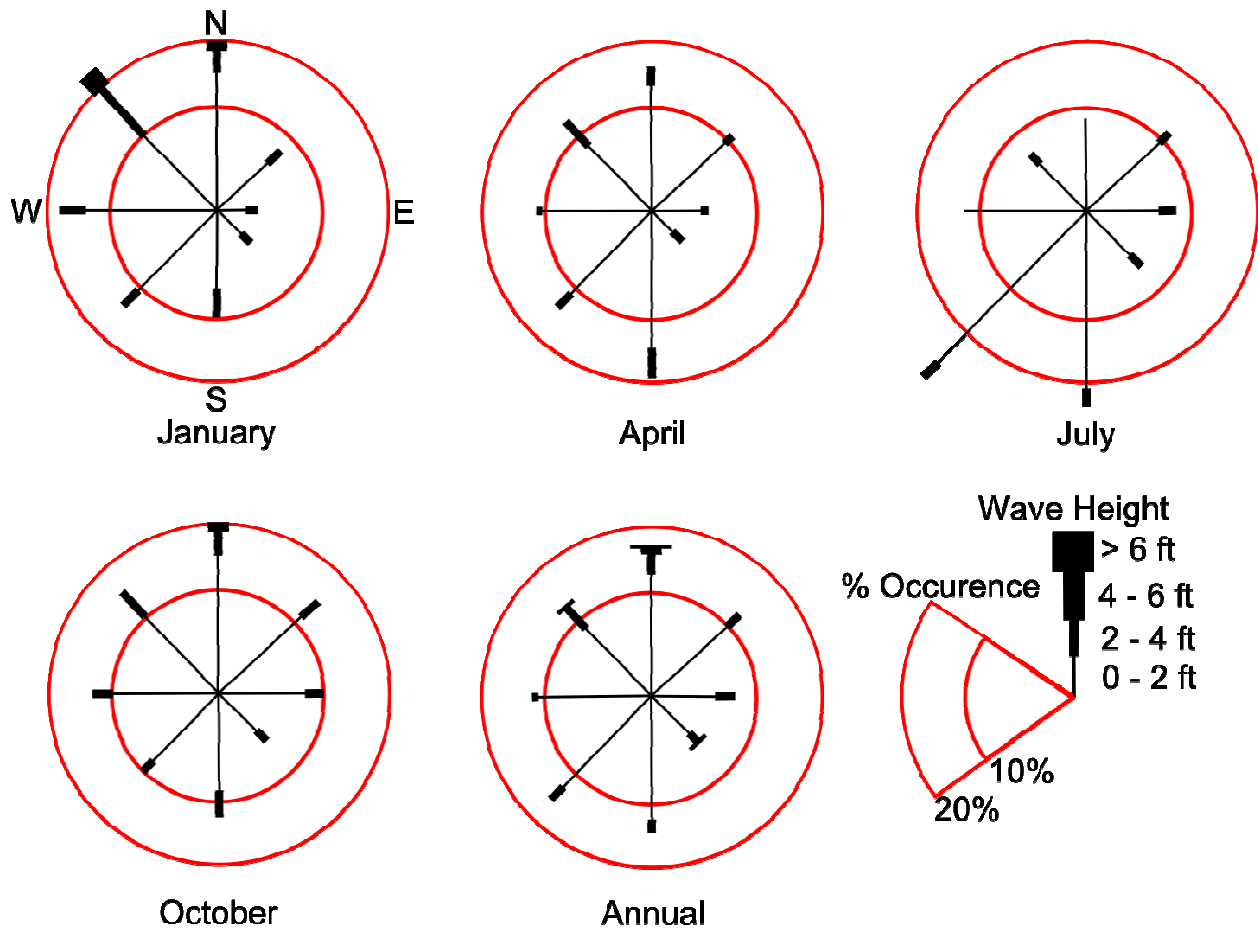 N
W
E
S
January
April
July
Wave Height
> 6 ft
4 - 6 ft
2 - 4 ft
0 - 2 ft
% Occurence
10%
20%
October
Annual